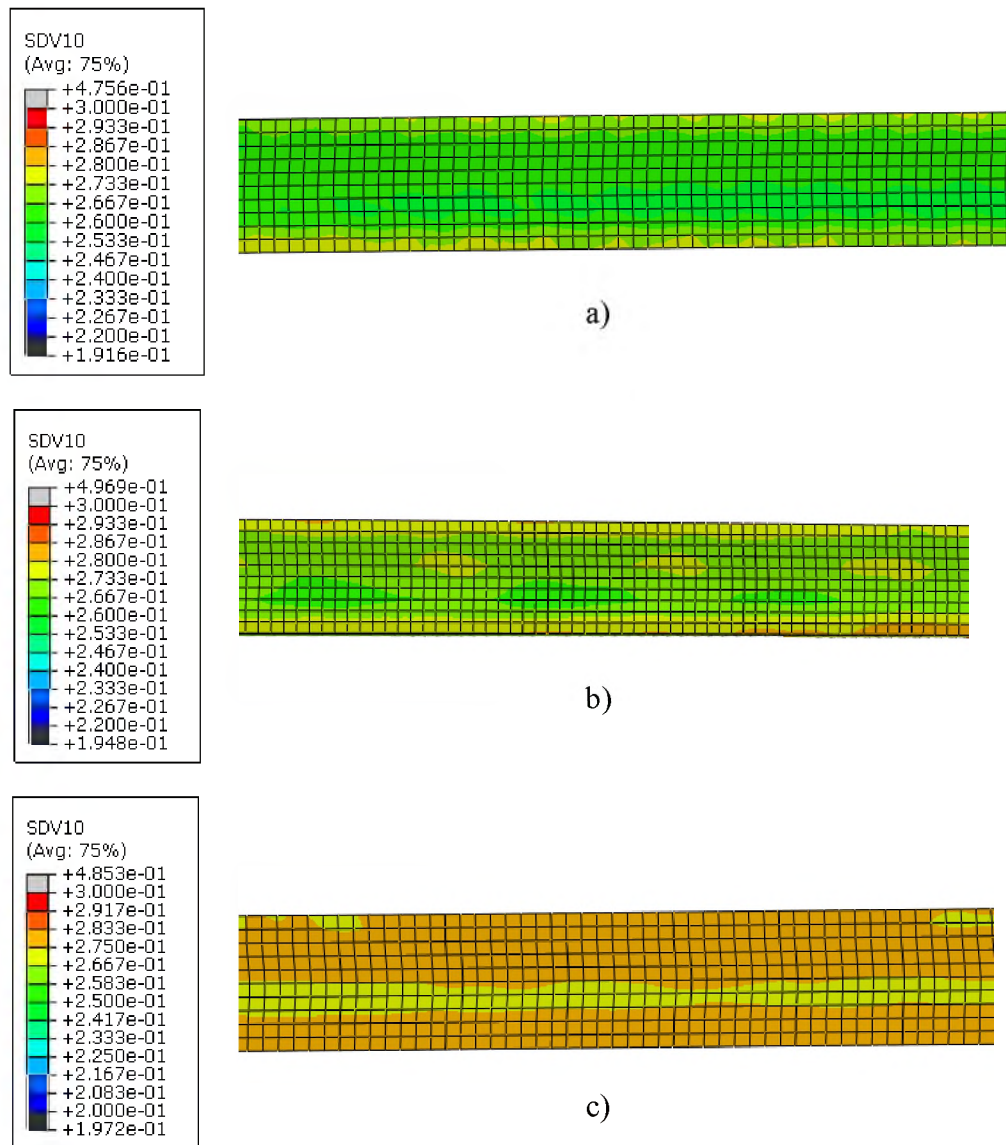 SDV10
(Avg: 75%)
+4.756e-01
+3.000e-01
+2.933e-01
+2.867e-01
+2.800e-01
+2.733e-01
+2.667e-01
+2.600e-01
+2.533e-01
+2.467e-01
+2.400e-01
+2.333e-01
+2.267e-01
+2.200e-01
+1.916e-01
a)
SDV10
(Avg: 75%)
+4.969e-01
+3.000e-01
+2.933e-01
+2.867e-01
+2.800e-01
+2.733e-01
+2.667e-01
+2.600e-01
+2.533e-01
+2.467e-01
+2.400e-01
+2.333e-01
+2.267e-01
+2.200e-01
+1.948e-01
b)
SDV10
(Avg: 75%)
+4.853e-01
+3.000e-01
+2.917e-01
+2.833e-01
+2.750e-01
+2.667e-01
+2.583e-01
+2.500e-01
+2.417e-01
+2.333e-01
+2.250e-01
+2.167e-01
+2.083e-01
+2.000e-01
+1.972e-01
c)